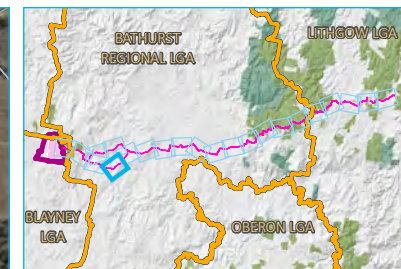 BATHURST
REGIONAL LGA
LITHGOW LGA
BLAYNEY
LGA
OBERON LGA